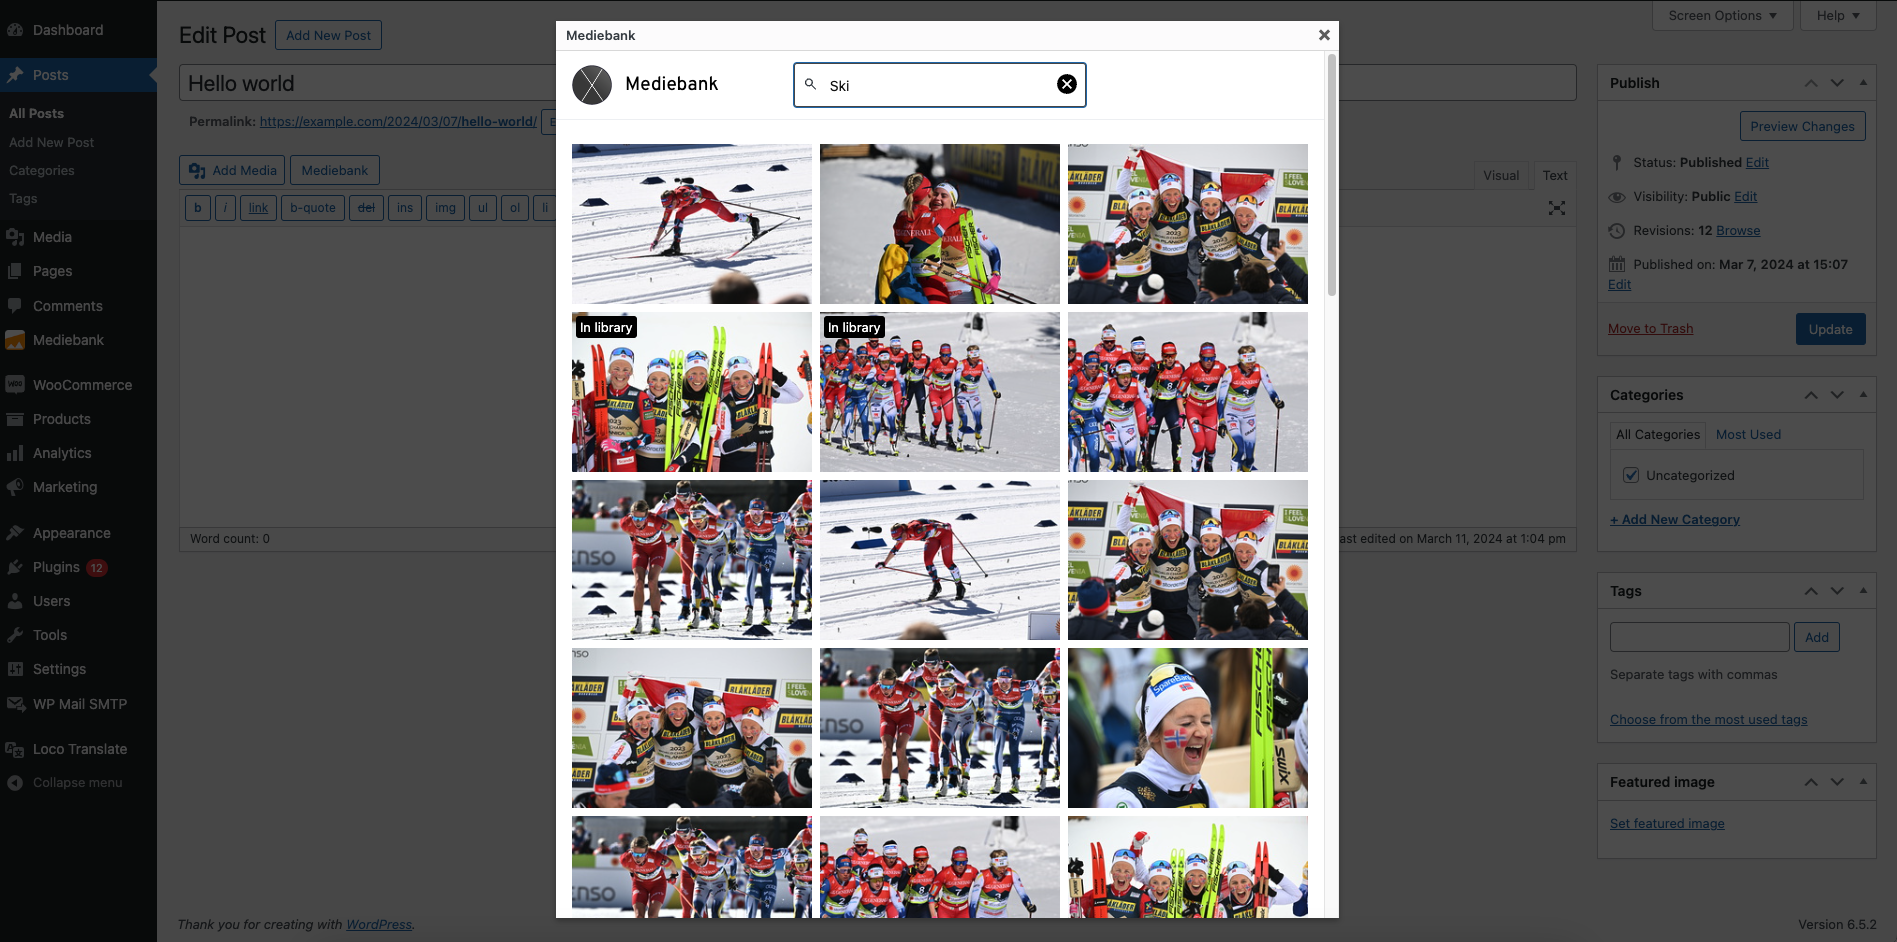 Dashboard
Posts
All Posts
Add New Post
Categories
Tags
Media
Pages
Comments
Mediebank
WooCommerce
Products
Analytics
Marketing
Appearance
Plugins 12
Users
Tools
Settings
WP Mail SMTP
Loco Translate
Collapse menu
Screen Options
Help
Edit Post
Add New Post
Hello world
Permalink: https://example.com/2024/03/07/hello-world/
Add Media
Mediebank
Visual
Text
b
i
link
b-quote
del
ins
img
ul
ol
li
Word count: 0
ast edited on March 11, 2024 at 1:04 pm
Thank you for creating with WordPress.
Version 6.5.2
Mediebank
Mediebank
Ski
In library
In library
Publish
Preview Changes
Status: Published Edit
Visibility: Public Edit
Revisions: 12 Browse
Published on: Mar 7, 2024 at 15:07
Edit
Move to Trash
Update
Categories
All Categories
Most Used
Uncategorized
+ Add New Category
Tags
Add
Separate tags with commas
Choose from the most used tags
Featured image
Set featured image